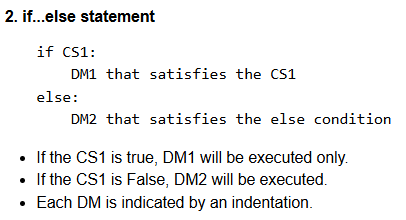 2. if...else statement
if CS1:
    DM1 that satisfies the CS1
else:
    DM2 that satisfies the else condition
• If the CS1 is true, DM1 will be executed only.
• If the CS1 is False, DM2 will be executed.
• Each DM is indicated by an indentation.